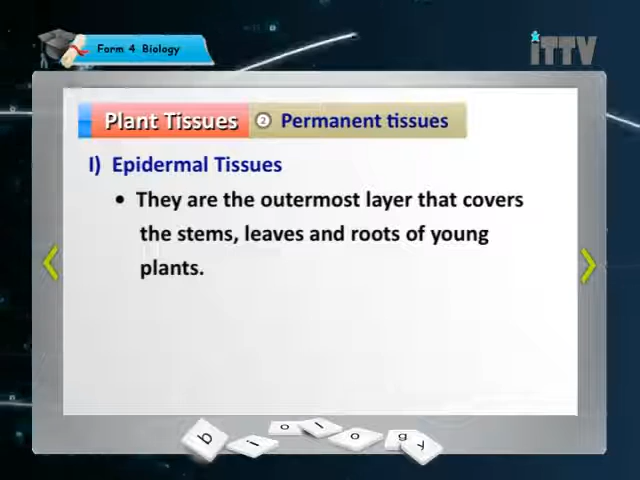 Form 4 Biology
iTTV
Plant Tissues 2 Permanent tissues
I) Epidermal Tissues
• They are the outermost layer that covers
the stems, leaves and roots of young
plants.
biology